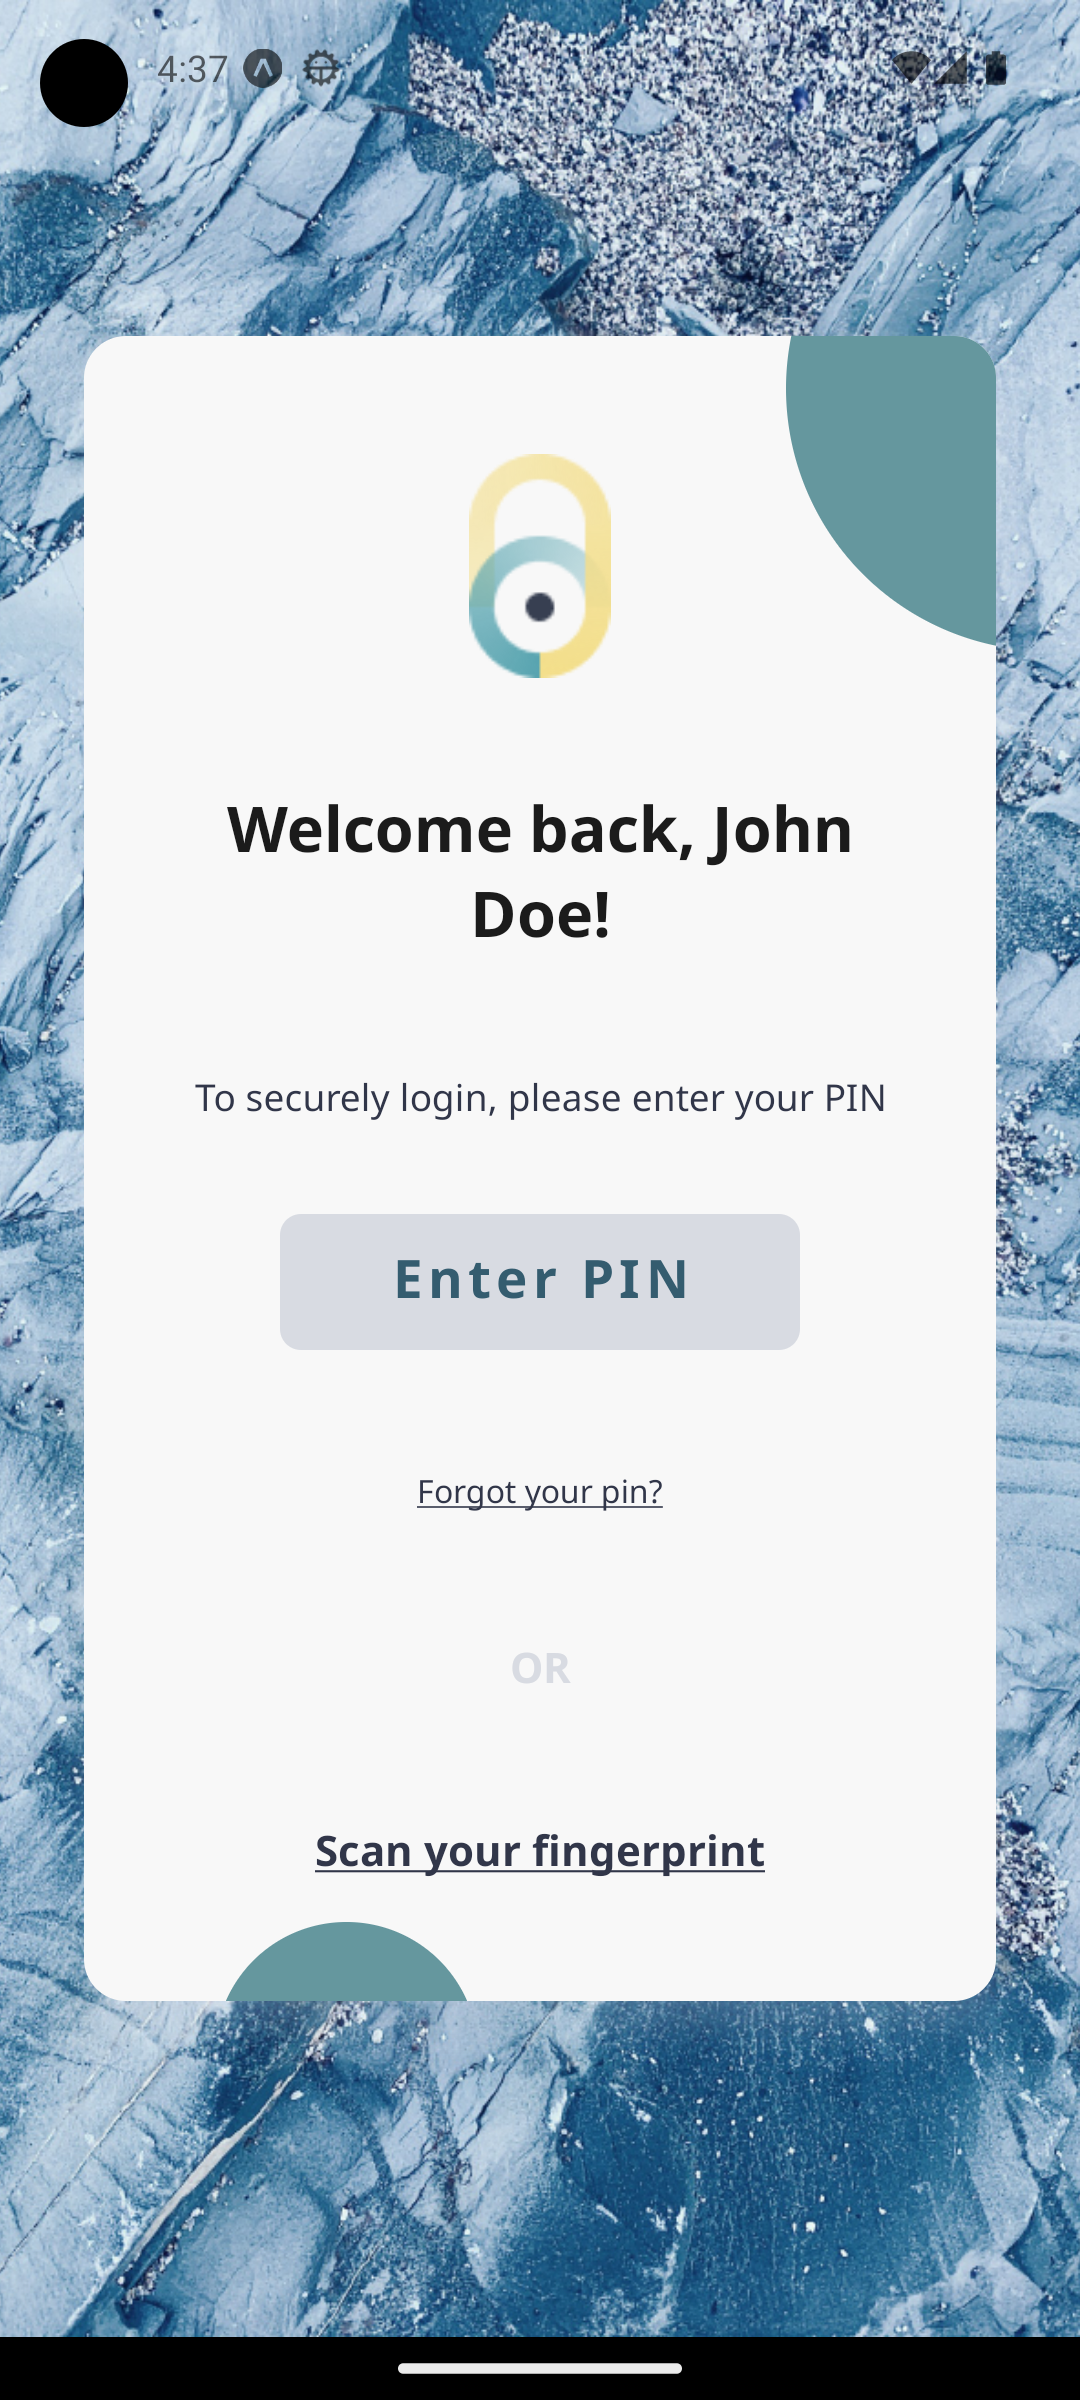 4:37
Welcome back, John
Doe!
To securely login, please enter your PIN
Enter PIN
Forgot your pin?
OR
Scan your fingerprint